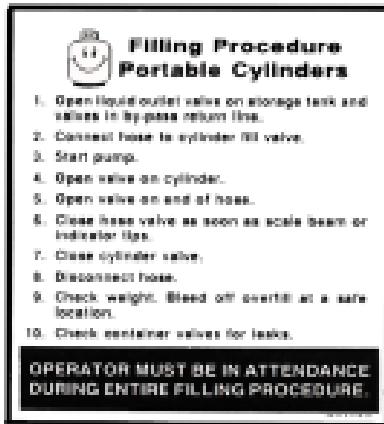 Filling Procedure
Portable Cylinders
1. Open liquid outlet valve on storage tank and
valves in by-pass return line.
2. Connect hose to cylinder fill valve.
3. Start pump.
4. Open valve on cylinder.
5. Open valve on end of hose.
6. Close hose valve as soon as scale beam or
indicator tips.
7. Close cylinder valve.
8. Disconnect hose.
9. Check weight. Bleed off overfill at a safe
location.
10. Check container valves for leaks.
OPERATOR MUST BE IN ATTENDANCE
DURING ENTIRE FILLING PROCEDURE.